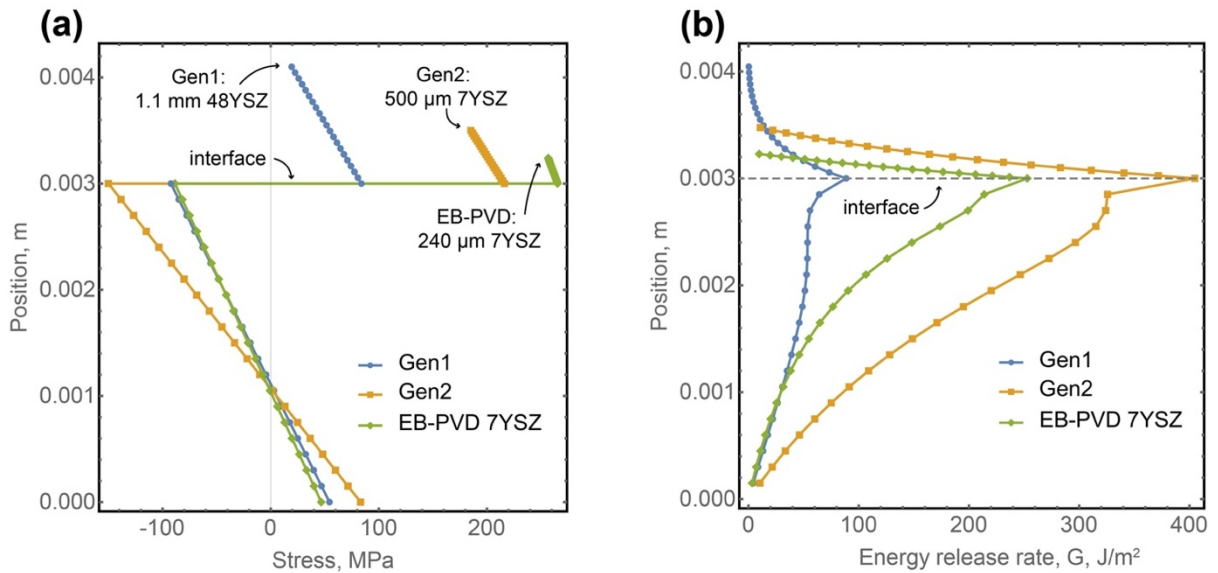 (a)
0.004
0.003
0.002
0.001
0.000
Position, m
Gen1:
1.1 mm 48YSZ
Gen2:
500 μm 7YSZ
interface
EB-PVD:
240 μm 7YSZ
Gen1
Gen2
EB-PVD 7YSZ
-100 0 100 200
Stress, MPa
(b)
0.004
0.003
0.002
0.001
0.000
Position, m
interface
Gen1
Gen2
EB-PVD 7YSZ
0 100 200 300 400
Energy release rate, G, J/m²